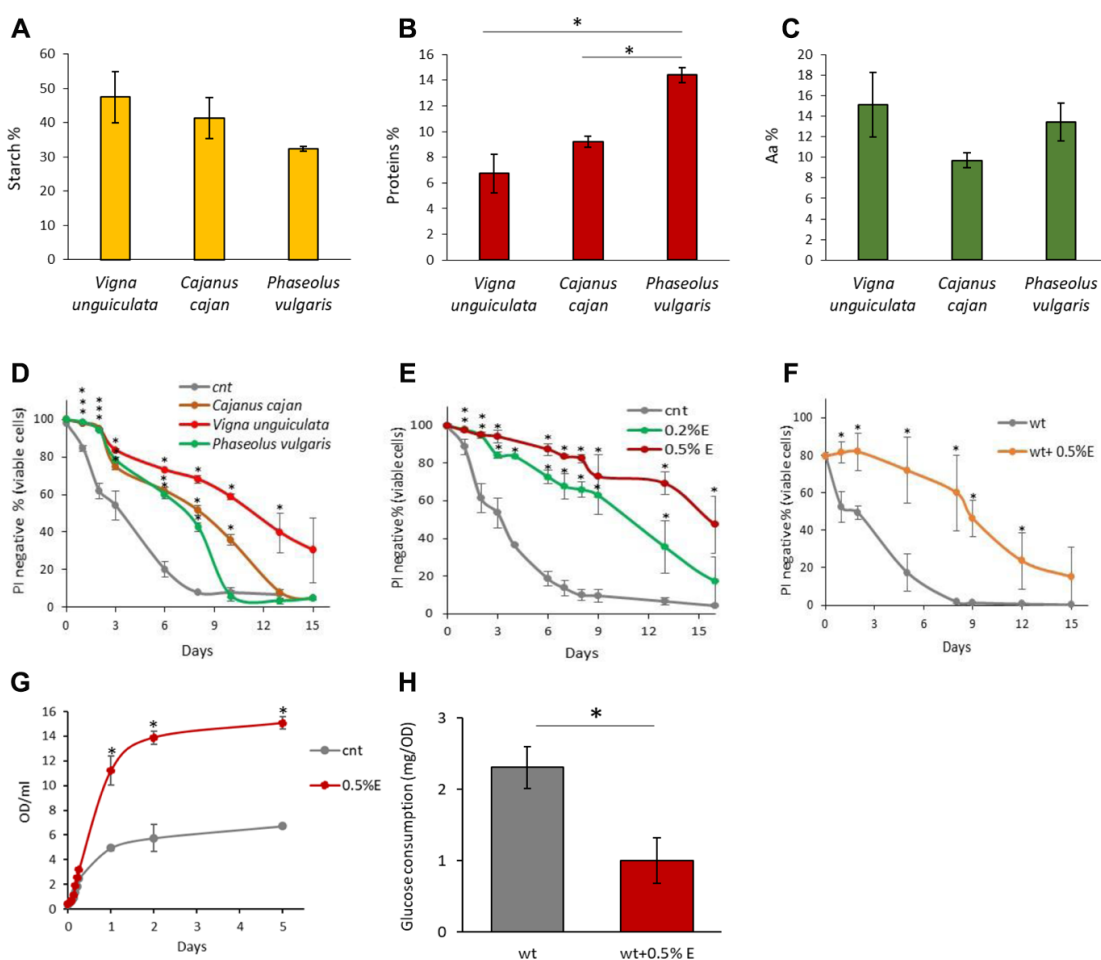 A
Starch %
60
50
40
30
20
10
0
Vigna unguiculata
Cajanus cajan
Phaseolus vulgaris
B
Proteins %
16
14
12
10
8
6
4
2
0
*
*
Vigna unguiculata
Cajanus cajan
Phaseolus vulgaris
C
Aa %
20
18
16
14
12
10
8
6
4
2
0
Vigna unguiculata
Cajanus cajan
Phaseolus vulgaris
D
PI negative % (viable cells)
100
80
60
40
20
0
cnt
Cajanus cajan
Vigna unguiculata
Phaseolus vulgaris
0 3 6 9 12 15
Days
E
PI negative % (viable cells)
100
80
60
40
20
0
cnt
0.2%E
0.5% E
0 3 6 9 12 15
Days
F
PI negative % (viable cells)
100
80
60
40
20
0
wt
wt+ 0.5%E
0 3 6 9 12 15
Days
G
OD/ml
16
14
12
10
8
6
4
2
0
* * *
cnt
0.5%E
0 1 2 3 4 5
Days
H
Glucose consumption (mg/OD)
3
2
1
0
*
wt
wt+0.5% E